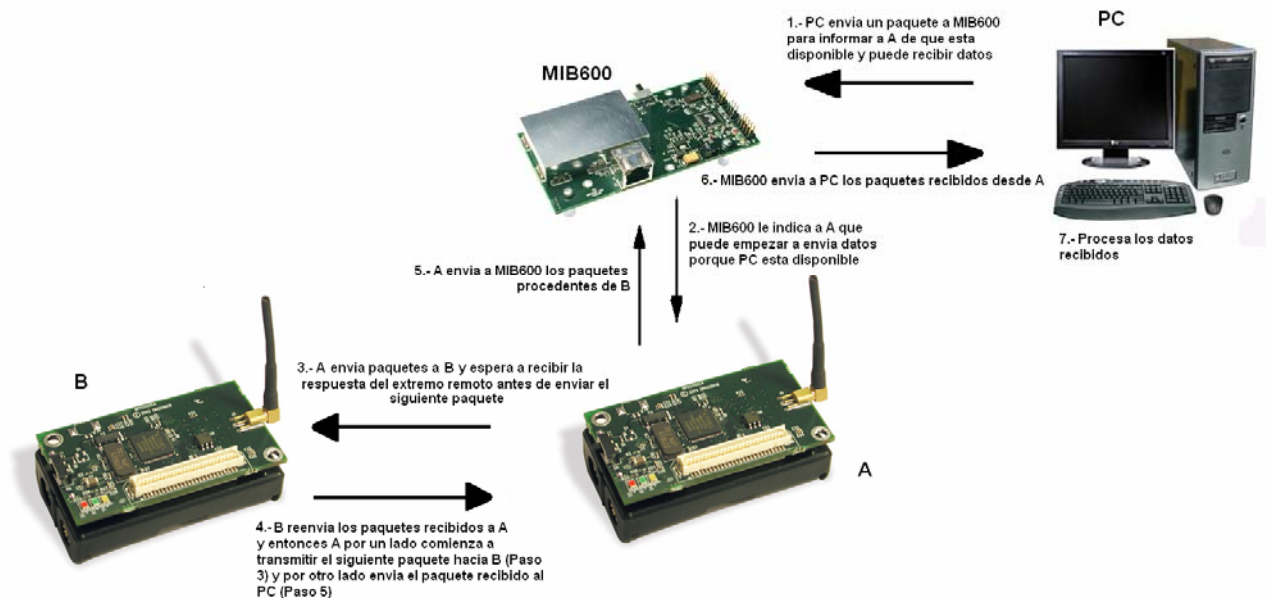 1.- PC envia un paquete a MIB600
para informar a A de que esta
disponible y puede recibir datos
PC
MIB600
6.- MIB600 envia a PC los paquetes recibidos desde A
2.- MIB600 le indica a A que
puede empezar a envia datos
porque PC esta disponible
7.- Procesa los datos
recibidos
5.- A envia a MIB600 los paquetes
procedentes de B
B
3.- A envia paquetes a B y espera a recibir la
respuesta del extremo remoto antes de enviar el
siguiente paquete
A
4.- B reenvia los paquetes recibidos a A
y entonces A por un lado comienza a
transmitir el siguiente paquete hacia B (Paso
3) y por otro lado envia el paquete recibido al
PC (Paso 5)